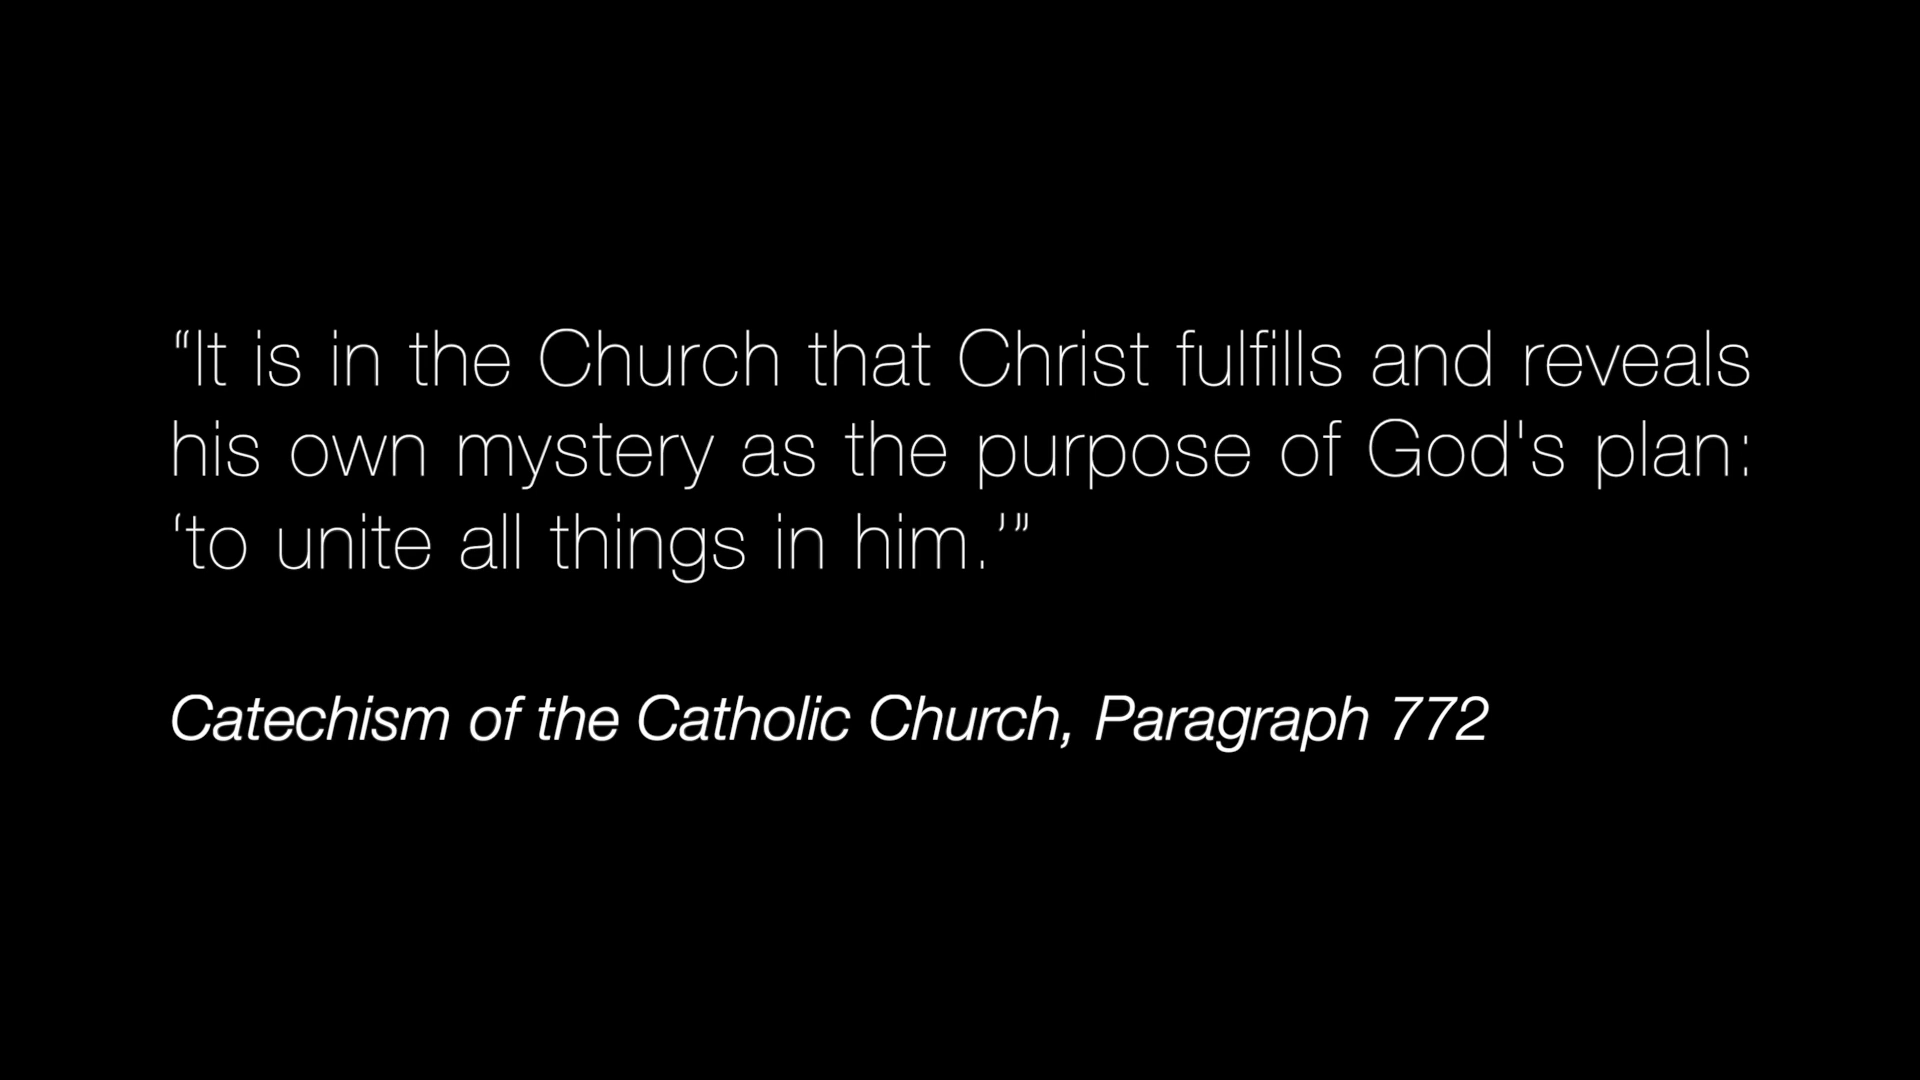 “It is in the Church that Christ fulfills and reveals
his own mystery as the purpose of God's plan:
‘to unite all things in him.’”
Catechism of the Catholic Church, Paragraph 772